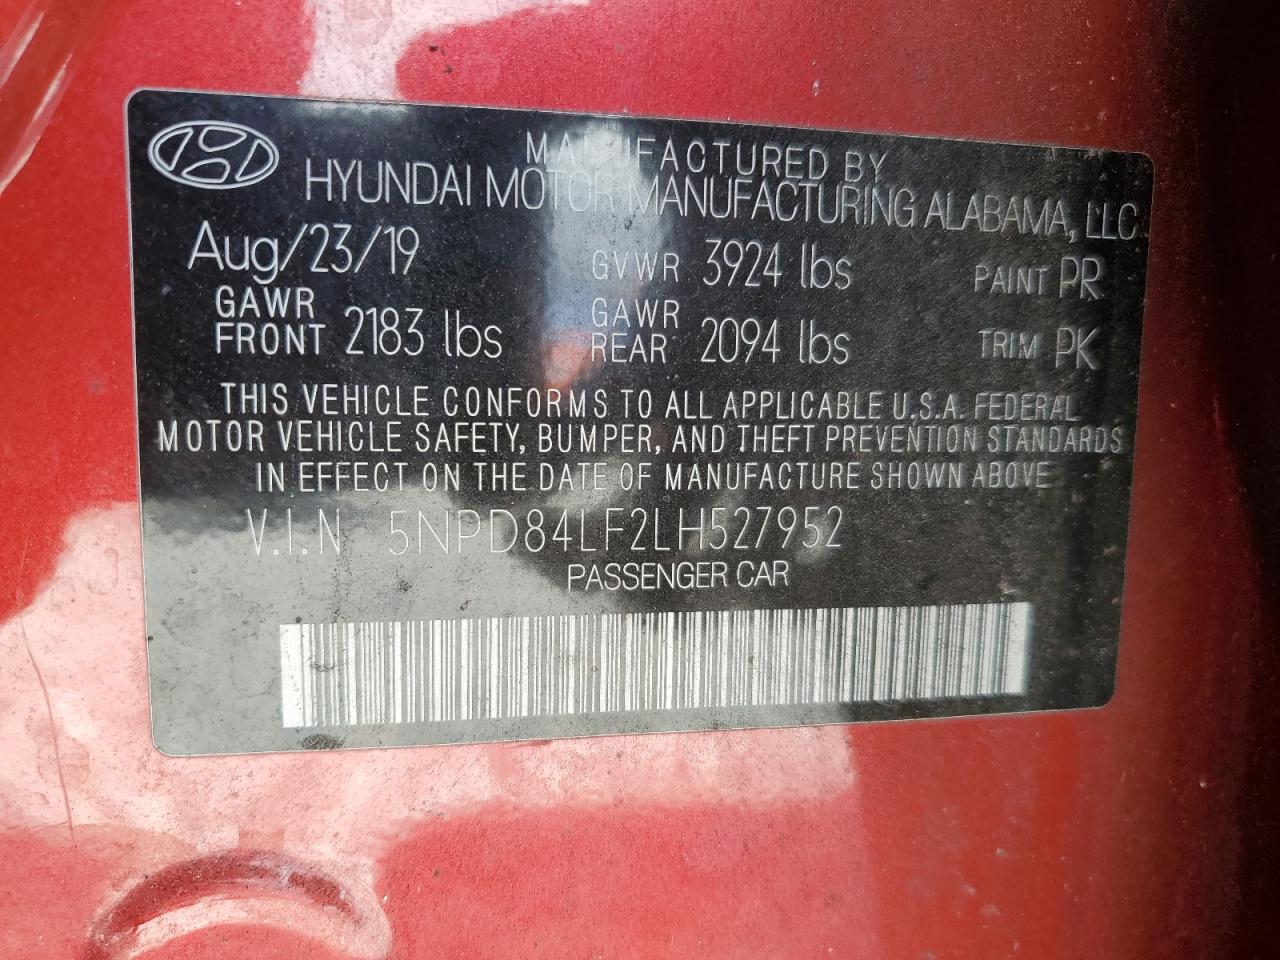 MANUFACTURED BY
HYUNDAI MOTOR MANUFACTURING ALABAMA, LLC
Aug/23/19 GVWR 3924 lbs PAINT PR
GAWR FRONT 2183 lbs GAWR REAR 2094 lbs TRIM PK
THIS VEHICLE CONFORMS TO ALL APPLICABLE U.S.A. FEDERAL
MOTOR VEHICLE SAFETY, BUMPER, AND THEFT PREVENTION STANDARDS
IN EFFECT ON THE DATE OF MANUFACTURE SHOWN ABOVE
V.I.N 5NPD84LF2LH527952
PASSENGER CAR